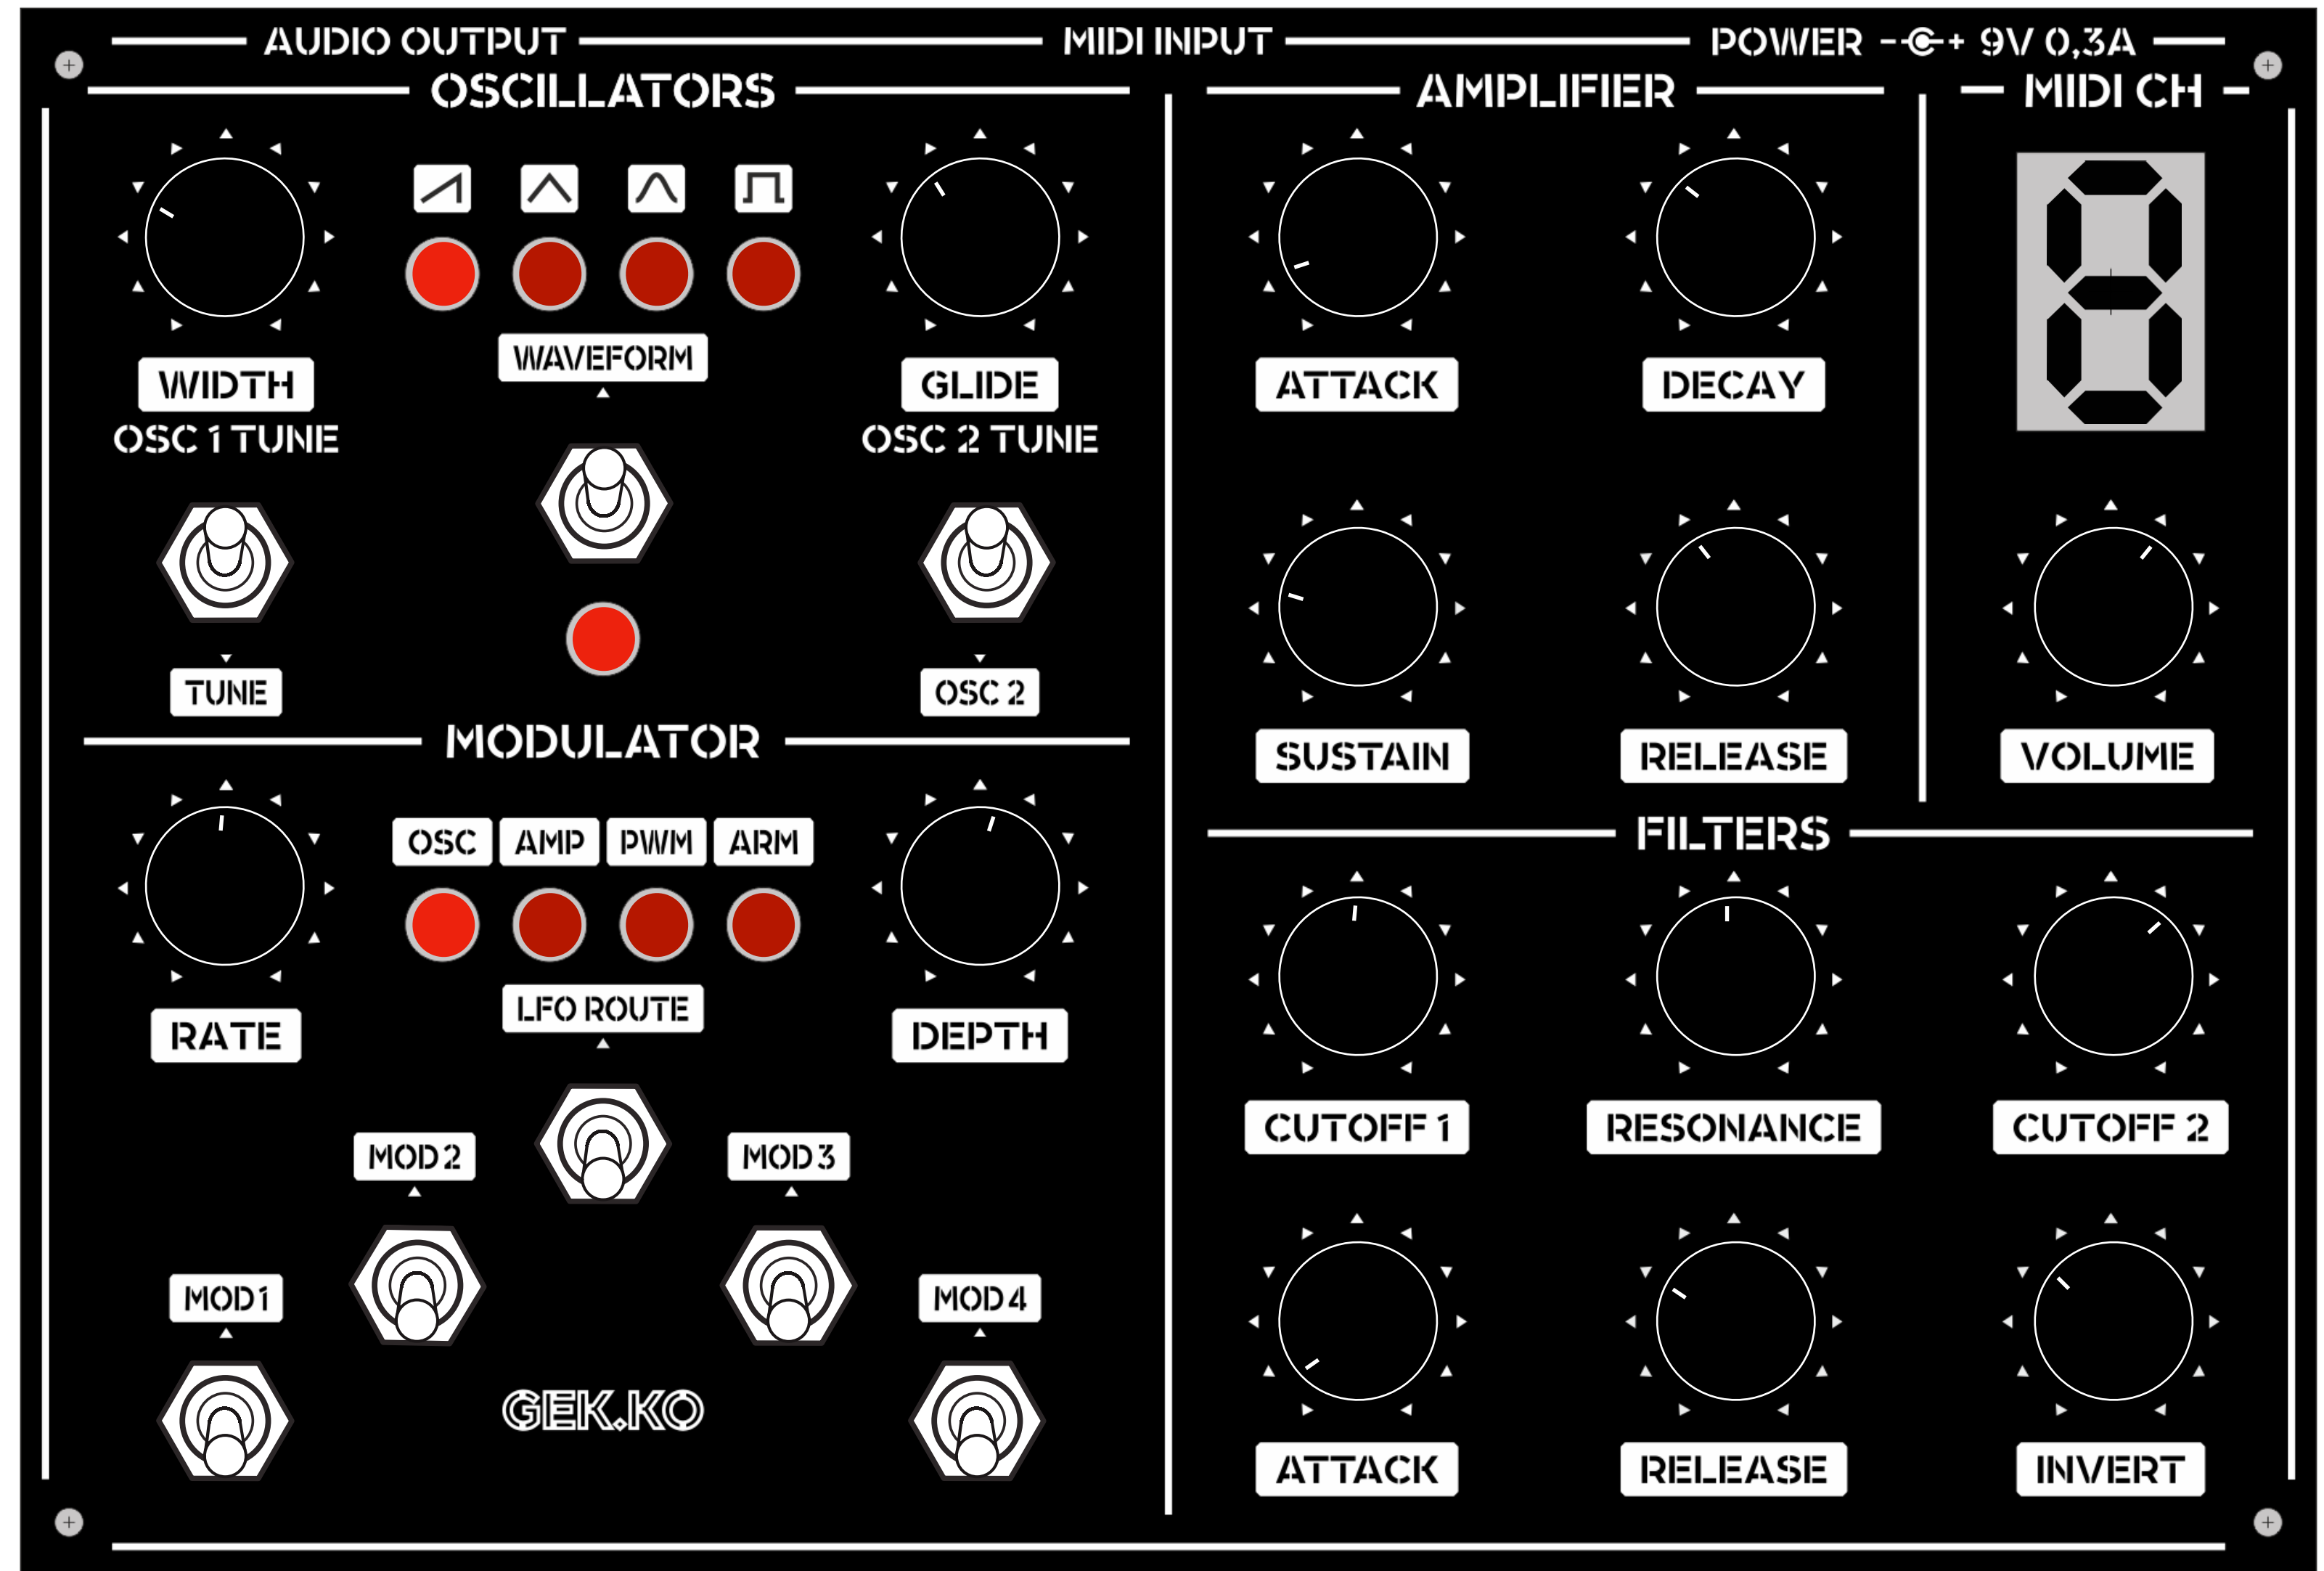 AUDIO OUTPUT MIDI INPUT POWER - + 9V 0,3A
OSCILLATORS
WIDTH
OSC 1 TUNE
WAVEFORM
GLIDE
OSC 2 TUNE
TUNE
OSC 2
MODULATOR
OSC AMP PWM ARM
RATE
LFO ROUTE
DEPTH
MOD 2
MOD 3
MOD 1
MOD 4
GEK.KO
AMPLIFIER
ATTACK
DECAY
SUSTAIN
RELEASE
MIDI CH
8
VOLUME
FILTERS
CUTOFF 1
RESONANCE
CUTOFF 2
ATTACK
RELEASE
INVERT